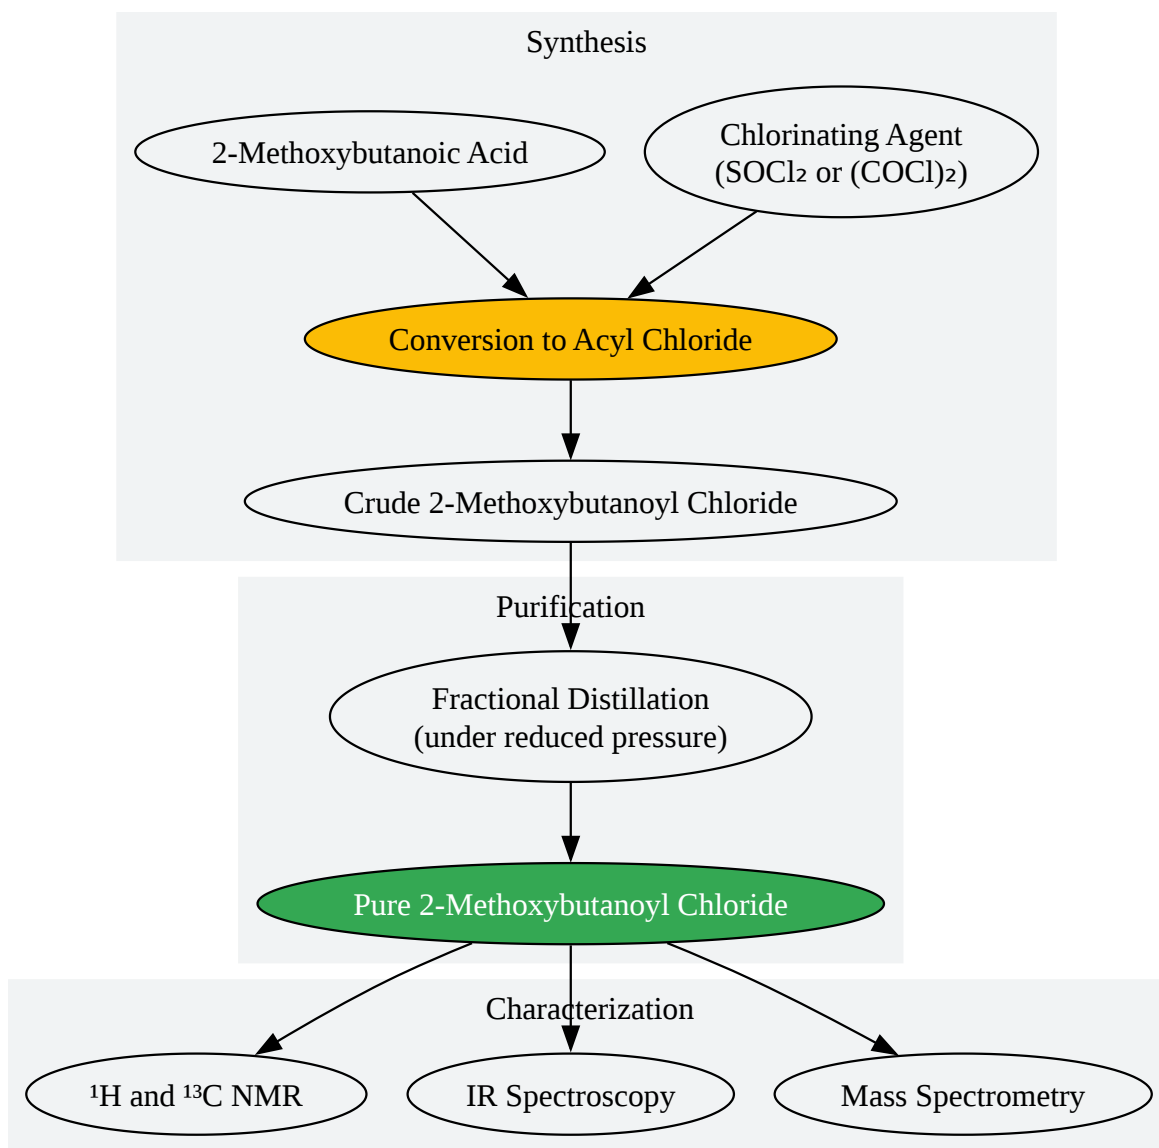 Synthesis
2-Methoxybutanoic Acid
Chlorinating Agent
(SOCl₂ or (COCl)₂)
Conversion to Acyl Chloride
Crude 2-Methoxybutanoyl Chloride
Purification
Fractional Distillation
(under reduced pressure)
Pure 2-Methoxybutanoyl Chloride
Characterization
¹H and ¹³C NMR
IR Spectroscopy
Mass Spectrometry